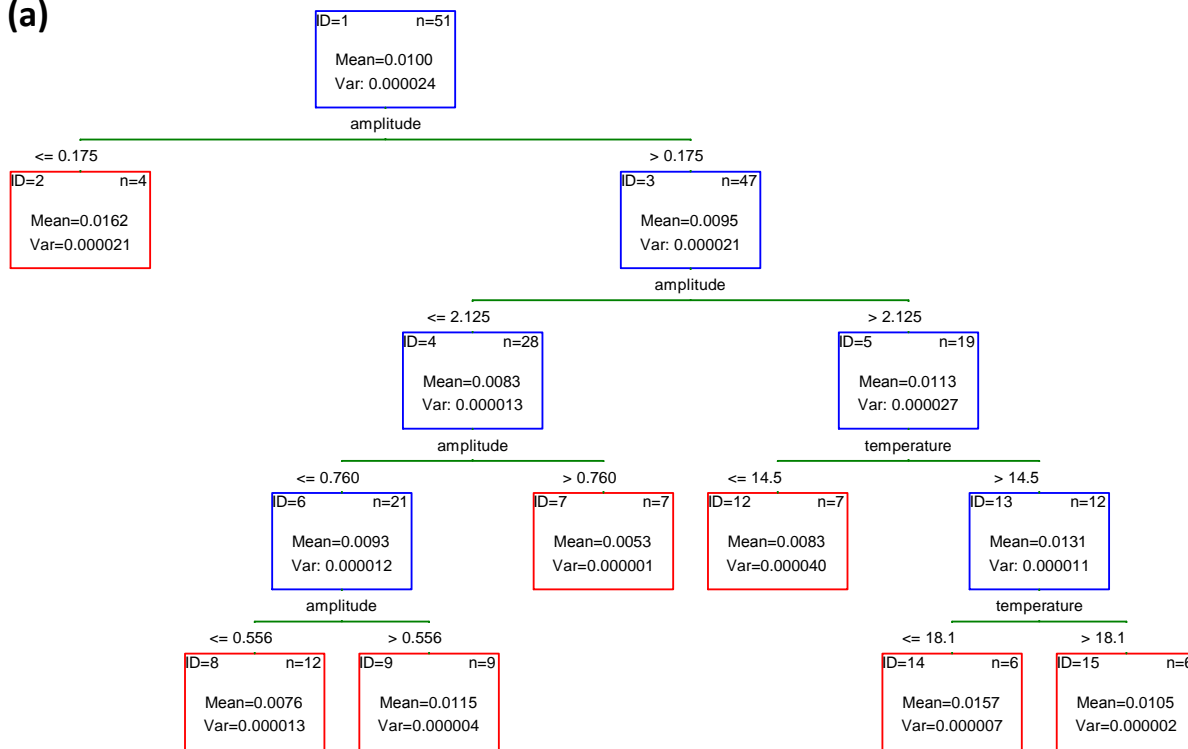 (a)
ID=1 n=51
Mean=0.0100
Var: 0.000024
amplitude
<= 0.175 > 0.175
ID=2 n=4 ID=3 n=47
Mean=0.0162 Mean=0.0095
Var=0.000021 Var: 0.000021
amplitude
<= 2.125 > 2.125
ID=4 n=28 ID=5 n=19
Mean=0.0083 Mean=0.0113
Var: 0.000013 Var: 0.000027
amplitude temperature
<= 0.760 > 0.760 <= 14.5 > 14.5
ID=6 n=21 ID=7 n=7 ID=12 n=7 ID=13 n=12
Mean=0.0093 Mean=0.0053 Mean=0.0083 Mean=0.0131
Var: 0.000012 Var=0.000001 Var=0.000040 Var: 0.000011
amplitude temperature
<= 0.556 > 0.556 <= 18.1 > 18.1
ID=8 n=12 ID=9 n=9 ID=14 n=6 ID=15 n=6
Mean=0.0076 Mean=0.0115 Mean=0.0157 Mean=0.0105
Var=0.000013 Var=0.000004 Var=0.000007 Var=0.000002